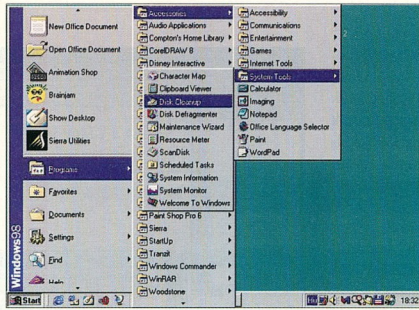 New Office Document
Open Office Document
Animation Shop
Brainjam
Show Desktop
Sierra Utilities
Programs
Favorites
Documents
Settings
Find
Help
Windows98
Accessories
Audio Applications
Compton's Home Library
CorelDRAW 8
Disney Interactive
Character Map
Clipboard Viewer
Disk Cleanup
Disk Defragmenter
Maintenance Wizard
Resource Meter
ScanDisk
Scheduled Tasks
System Information
System Monitor
Welcome To Windows
Paint Shop Pro 6
Sierra
StartUp
Tranzit
Windows Commander
WinRAR
Woodstone
Accessibility
Communications
Entertainment
Games
Internet Tools
System Tools
Calculator
Imaging
Notepad
Office Language Selector
Paint
WordPad
2
Start
Hu
18:32